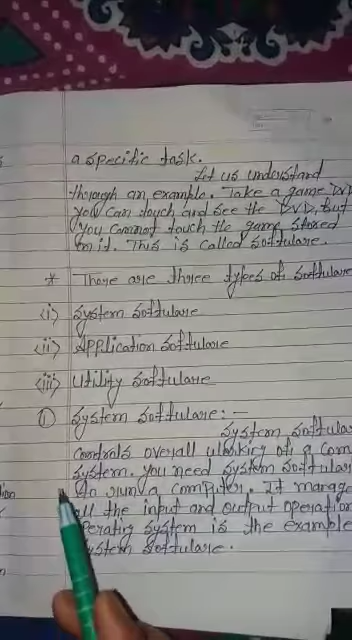 a specific task.
Let us understand
through an example. Take a game DVD
you can touch and see the DVD, but
you cannot touch the game stored
on it. This is called software.
* There are three types of software
(i) System software
(ii) Application software
(iii) Utility software
① System software:-
System software
controls overall working of a com
system. You need system software
to run a computer. It manage
all the input and output operation
operating system is the example
system software.